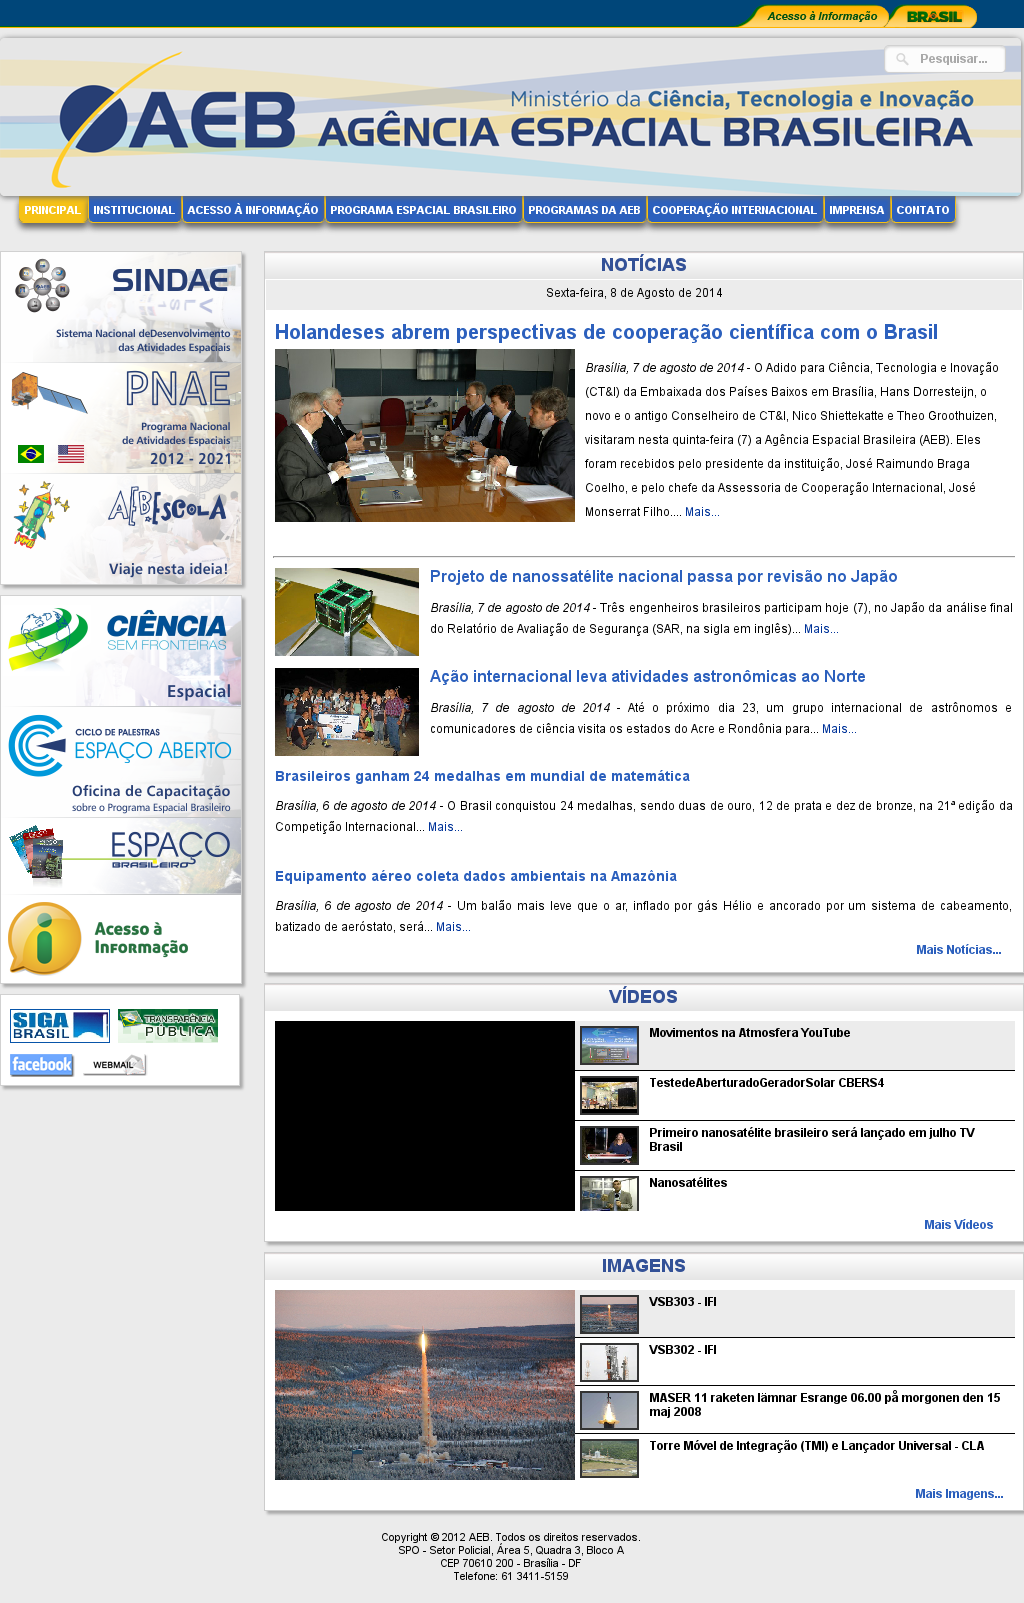 Acesso à Informação
BRASIL
Pesquisar...
AEB
Ministério da Ciência, Tecnologia e Inovação
AGÊNCIA ESPACIAL BRASILEIRA
PRINCIPAL
INSTITUCIONAL
ACESSO À INFORMAÇÃO
PROGRAMA ESPACIAL BRASILEIRO
PROGRAMAS DA AEB
COOPERAÇÃO INTERNACIONAL
IMPRENSA
CONTATO
SINDAE
Sistema Nacional deDesenvolvimento
das Atividades Espaciais
PNAE
Programa Nacional
de Atividades Espaciais
2012 - 2021
AEBEscola
Viaje nesta ideia!
CIÊNCIA
SEM FRONTEIRAS
Espacial
CICLO DE PALESTRAS
ESPAÇO ABERTO
Oficina de Capacitação
sobre o Programa Espacial Brasileiro
ESPAÇO
BRASILEIRO
Acesso à
Informação
SIGA
BRASIL
TRANSPARÊNCIA
PÚBLICA
facebook
WEBMAIL
NOTÍCIAS
Sexta-feira, 8 de Agosto de 2014
Holandeses abrem perspectivas de cooperação científica com o Brasil
Brasília, 7 de agosto de 2014 - O Adido para Ciência, Tecnologia e Inovação
(CT&I) da Embaixada dos Países Baixos em Brasília, Hans Dorresteijn, o
novo e o antigo Conselheiro de CT&I, Nico Shiettekatte e Theo Groothuizen,
visitaram nesta quinta-feira (7) a Agência Espacial Brasileira (AEB). Eles
foram recebidos pelo presidente da instituição, José Raimundo Braga
Coelho, e pelo chefe da Assessoria de Cooperação Internacional, José
Monserrat Filho.... Mais...
Projeto de nanossatélite nacional passa por revisão no Japão
Brasília, 7 de agosto de 2014 - Três engenheiros brasileiros participam hoje (7), no Japão da análise final
do Relatório de Avaliação de Segurança (SAR, na sigla em inglês)... Mais...
Ação internacional leva atividades astronômicas ao Norte
Brasília, 7 de agosto de 2014 - Até o próximo dia 23, um grupo internacional de astrônomos e
comunicadores de ciência visita os estados do Acre e Rondônia para... Mais...
Brasileiros ganham 24 medalhas em mundial de matemática
Brasília, 6 de agosto de 2014 - O Brasil conquistou 24 medalhas, sendo duas de ouro, 12 de prata e dez de bronze, na 21ª edição da
Competição Internacional... Mais...
Equipamento aéreo coleta dados ambientais na Amazônia
Brasília, 6 de agosto de 2014 - Um balão mais leve que o ar, inflado por gás Hélio e ancorado por um sistema de cabeamento,
batizado de aeróstato, será... Mais...
Mais Notícias...
VÍDEOS
Movimentos na Atmosfera YouTube
TestedeAberturadoGeradorSolar CBERS4
Primeiro nanosatélite brasileiro será lançado em julho TV
Brasil
Nanosatélites
Mais Vídeos
IMAGENS
VSB303 - IFI
VSB302 - IFI
MASER 11 raketen lämnar Esrange 06.00 på morgonen den 15
maj 2008
Torre Móvel de Integração (TMI) e Lançador Universal - CLA
Mais Imagens...
Copyright © 2012 AEB. Todos os direitos reservados.
SPO - Setor Policial, Área 5, Quadra 3, Bloco A
CEP 70610 200 - Brasília - DF
Telefone: 61 3411-5159